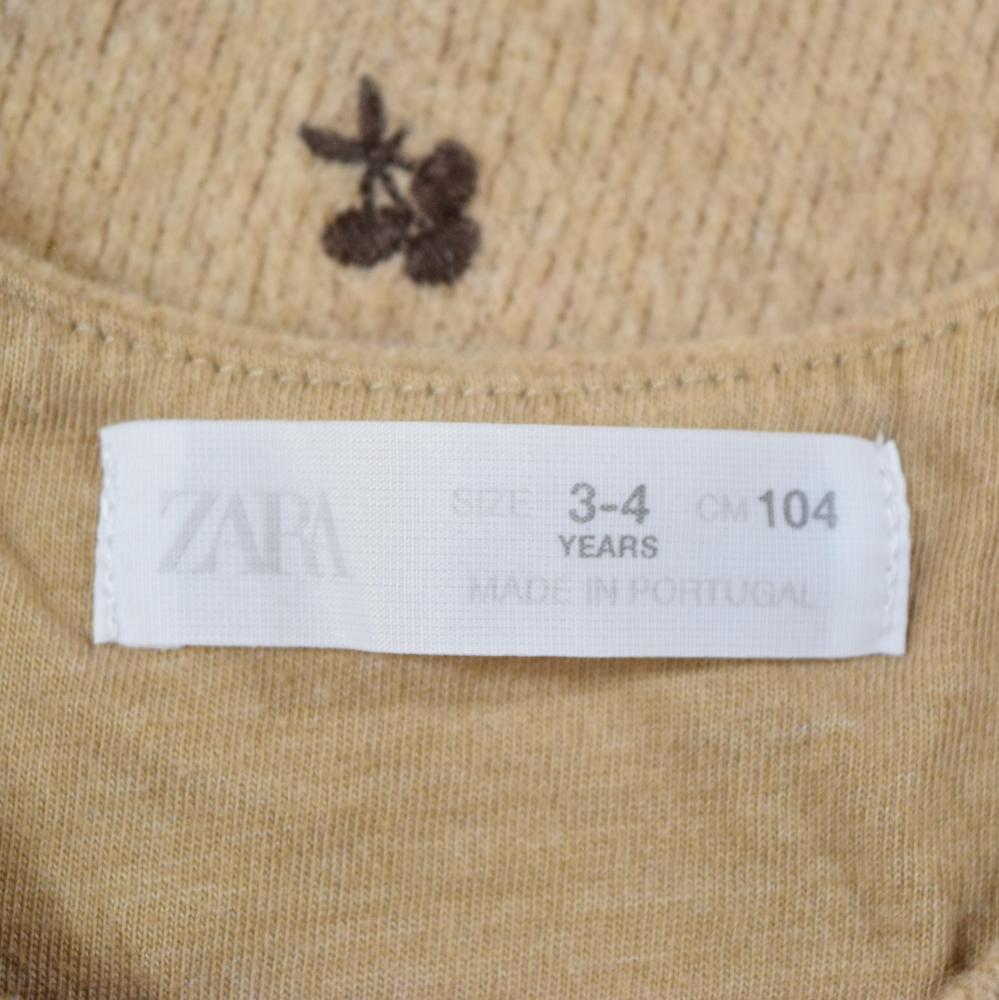 ZARA
SIZE 3-4 CM 104
YEARS
MADE IN PORTUGAL